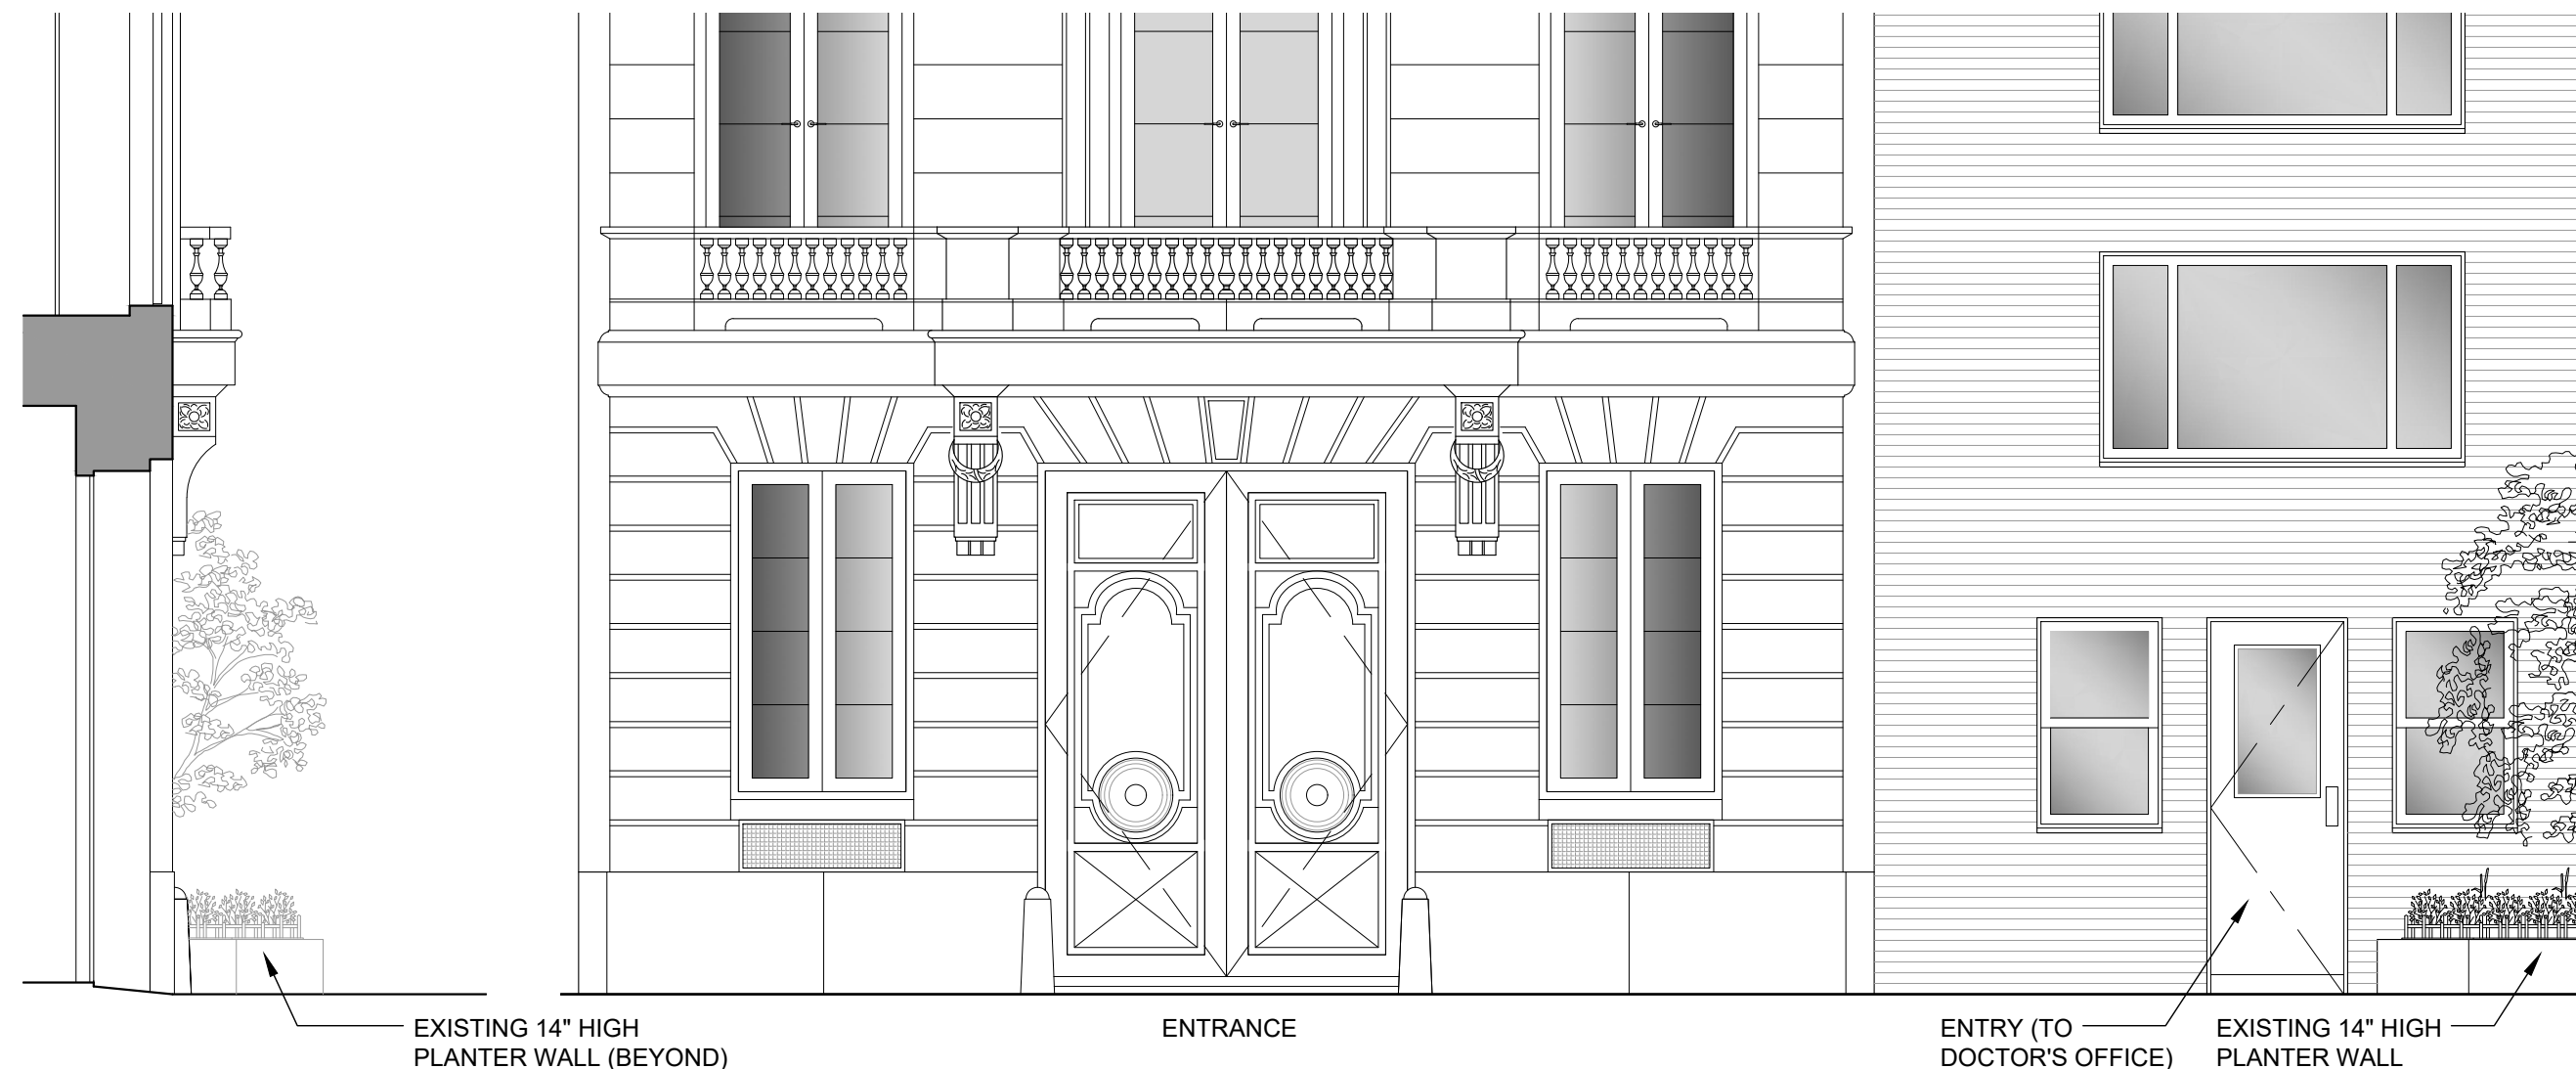 EXISTING 14" HIGH
PLANTER WALL (BEYOND)
ENTRANCE
ENTRY (TO
DOCTOR'S OFFICE)
EXISTING 14" HIGH
PLANTER WALL